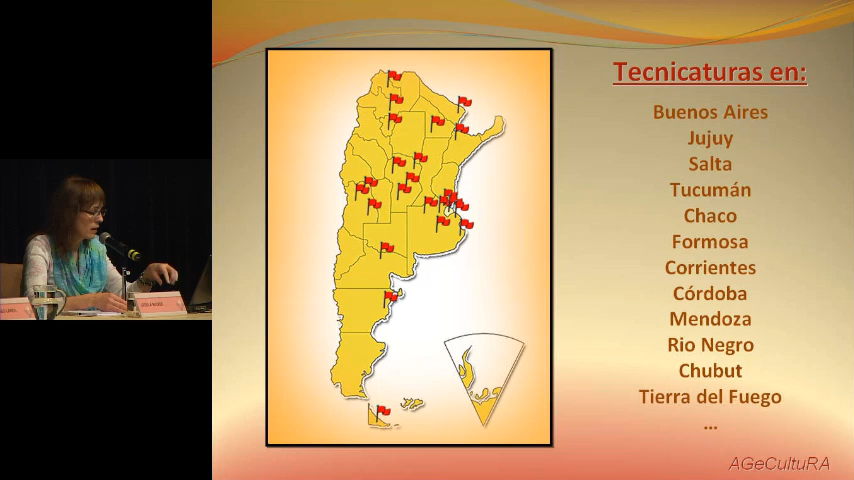 Tecnicaturas en:
Buenos Aires
Jujuy
Salta
Tucumán
Chaco
Formosa
Corrientes
Córdoba
Mendoza
Rio Negro
Chubut
Tierra del Fuego
...
AGeCultuRA